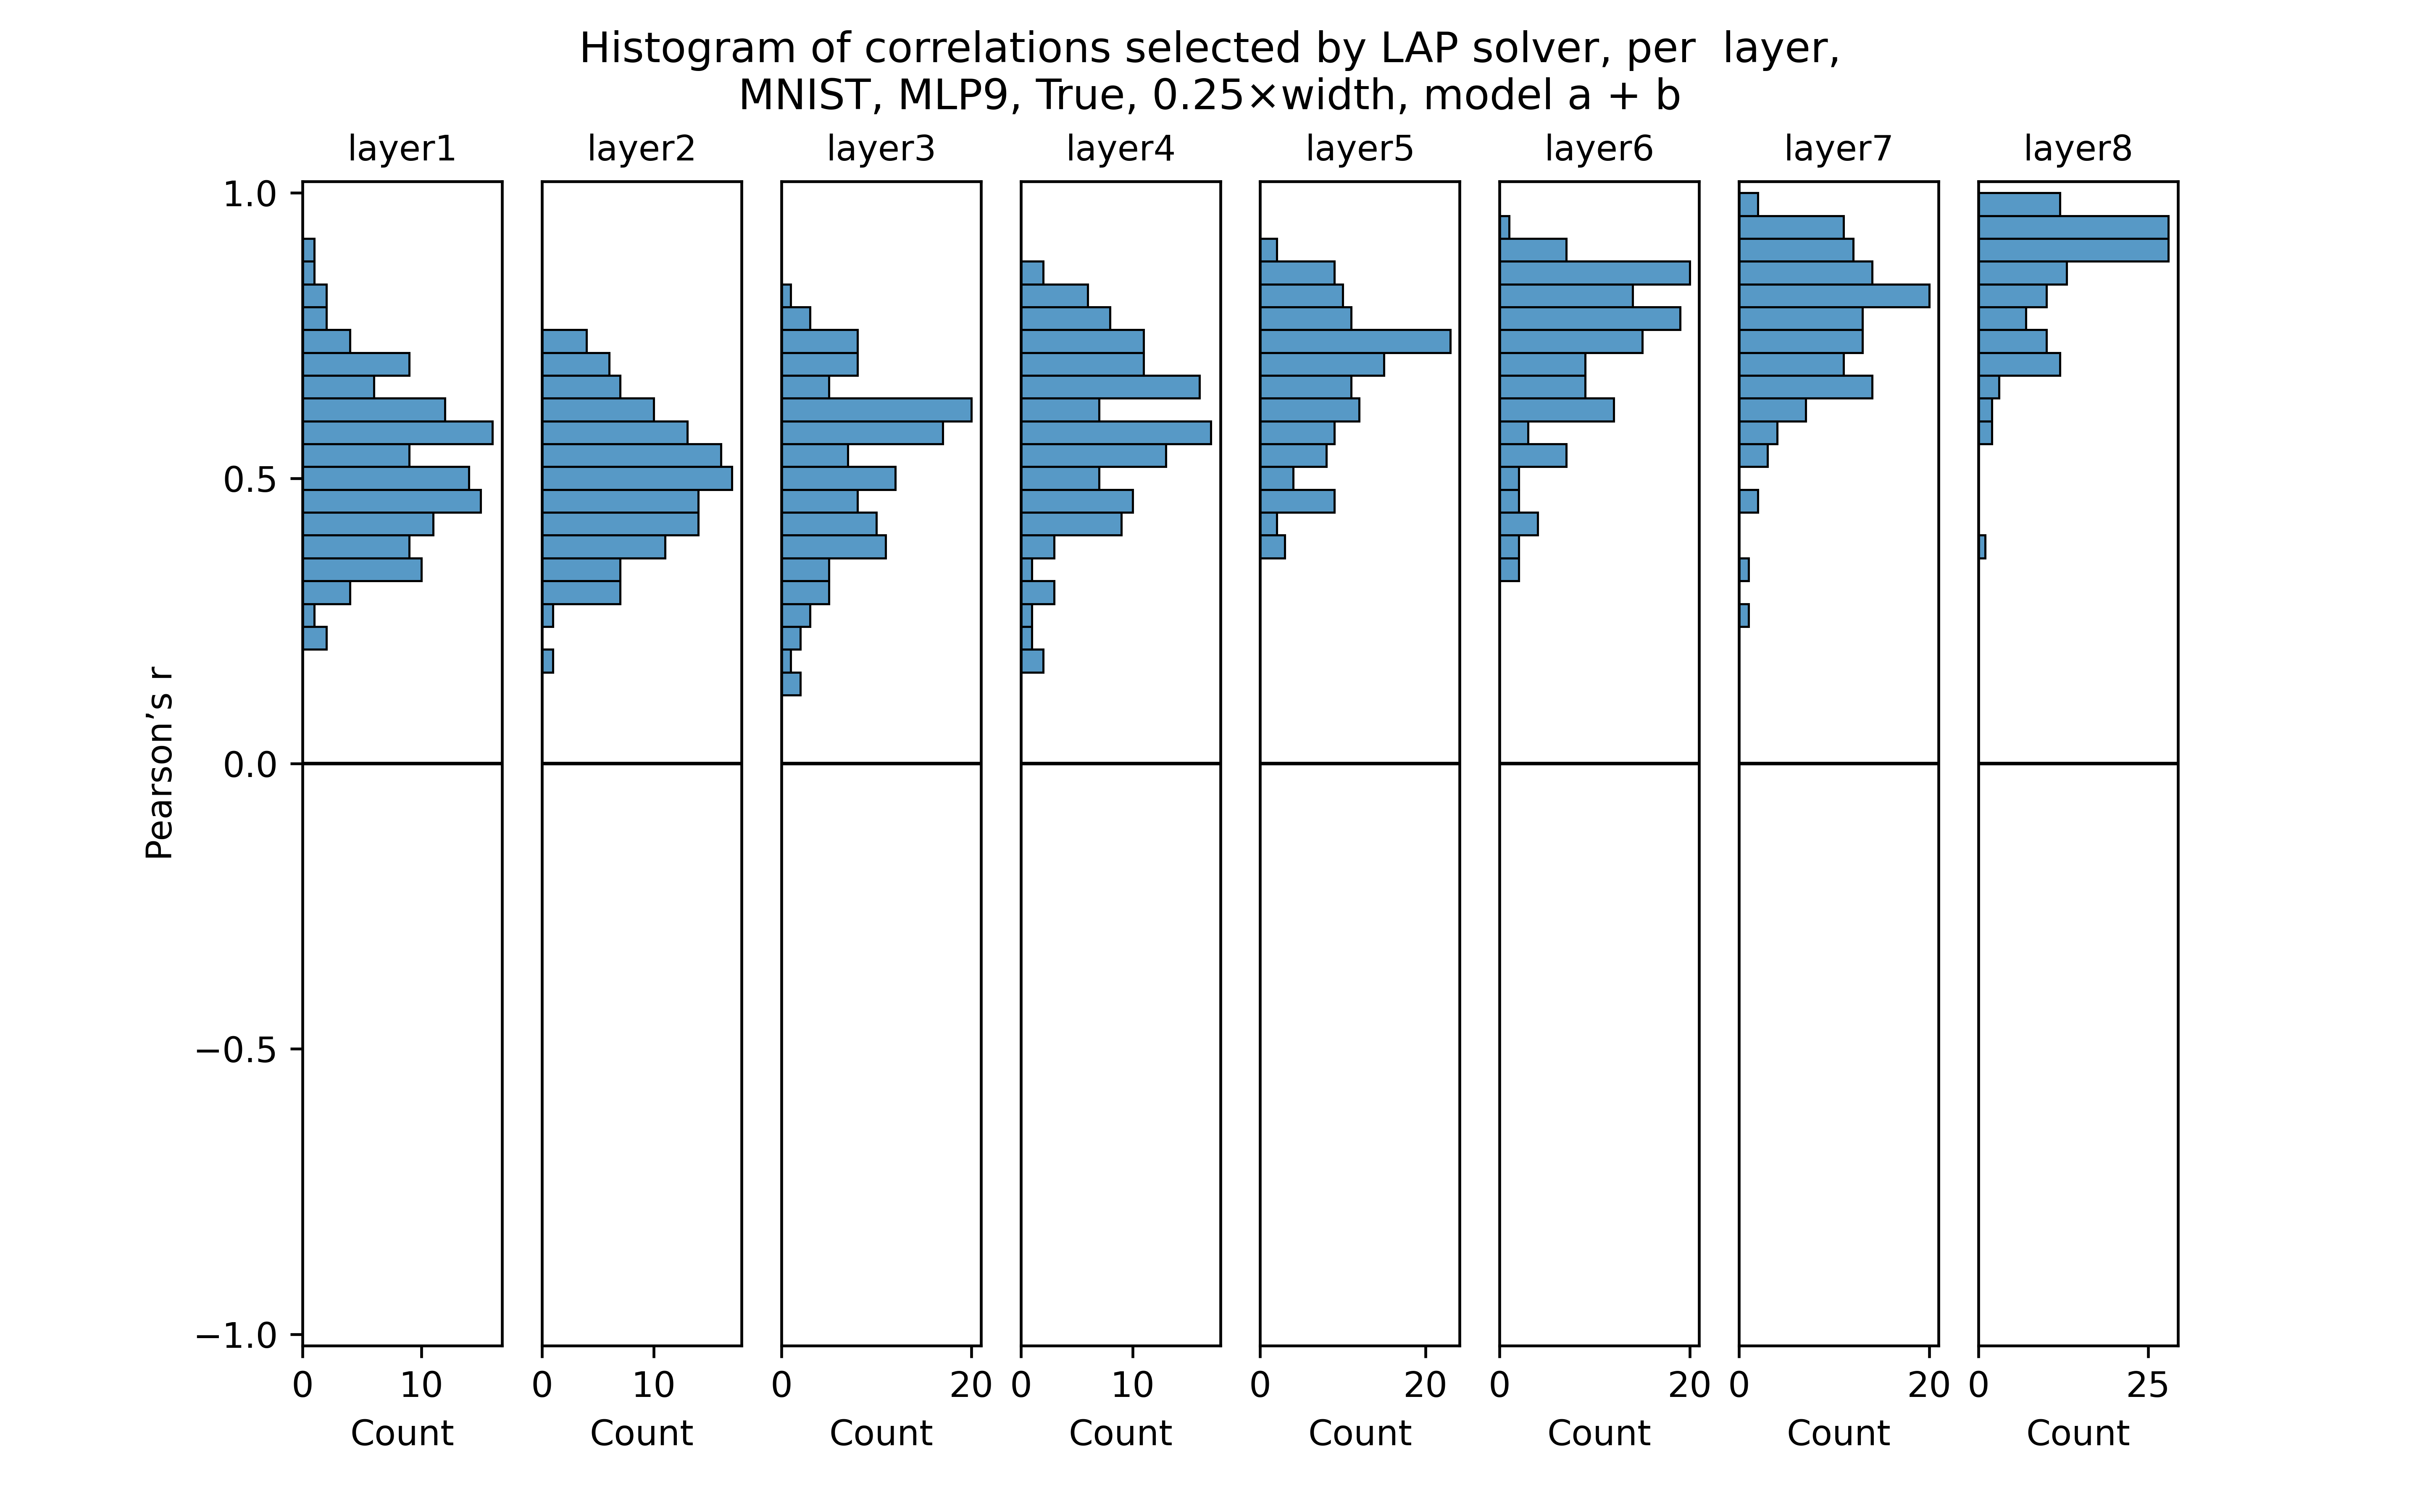 Histogram of correlations selected by LAP solver, per  layer,
MNIST, MLP9, True, 0.25×width, model a + b
layer1 layer2 layer3 layer4 layer5 layer6 layer7 layer8
1.0
0.5
0.0
−0.5
−1.0
Pearson’s r
0 10 0 10 0 20 0 10 0 20 0 20 0 20 0 25
Count Count Count Count Count Count Count Count